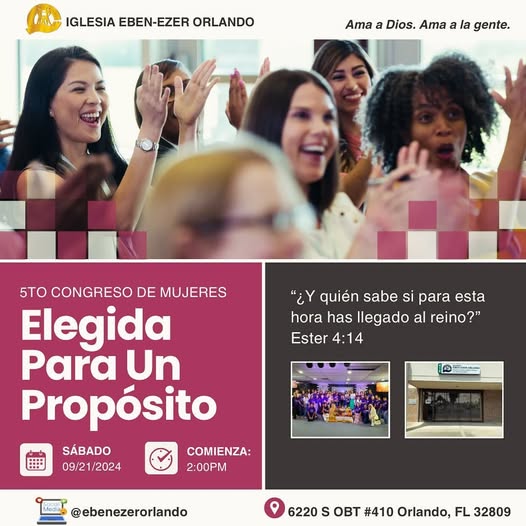 IGLESIA EBEN-EZER ORLANDO
Ama a Dios. Ama a la gente.
5TO CONGRESO DE MUJERES
Elegida
Para Un
Propósito
SÁBADO
09/21/2024
COMIENZA:
2:00PM
“¿Y quién sabe si para esta
hora has llegado al reino?”
Ester 4:14
Social
Media
@ebenezerorlando
6220 S OBT #410 Orlando, FL 32809